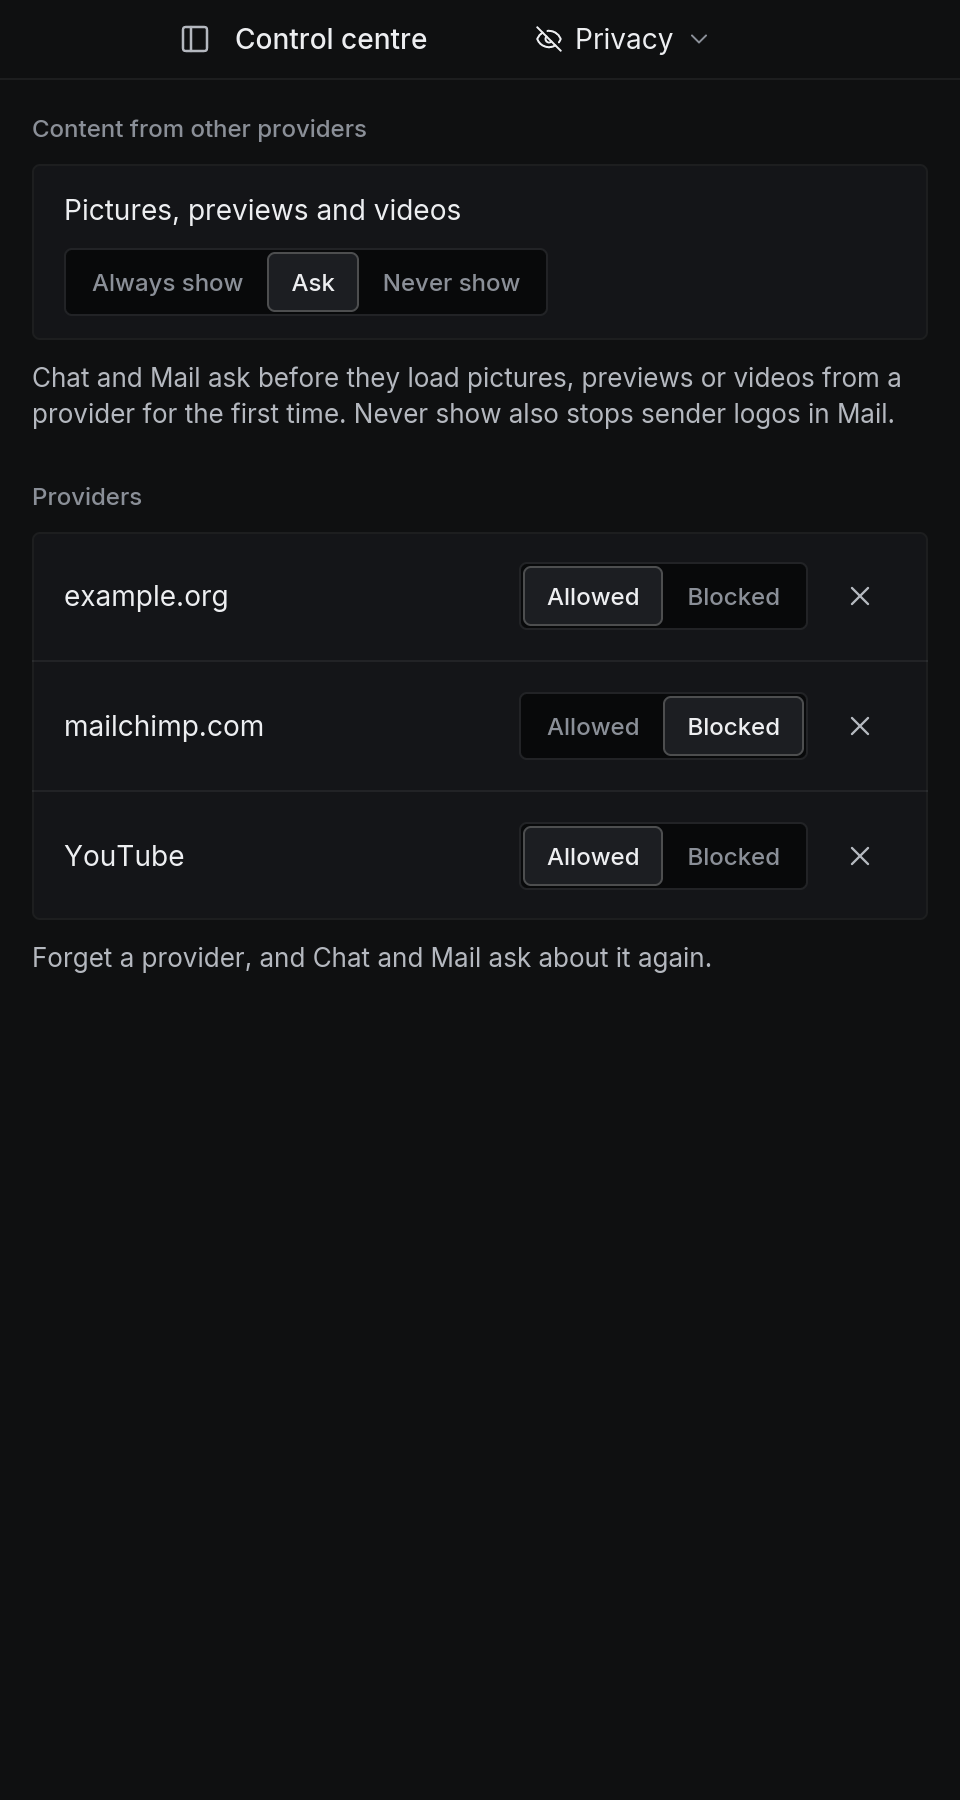 Control centre
Privacy
Content from other providers
Pictures, previews and videos
Always show Ask Never show
Chat and Mail ask before they load pictures, previews or videos from a
provider for the first time. Never show also stops sender logos in Mail.
Providers
example.org Allowed Blocked
mailchimp.com Allowed Blocked
YouTube Allowed Blocked
Forget a provider, and Chat and Mail ask about it again.